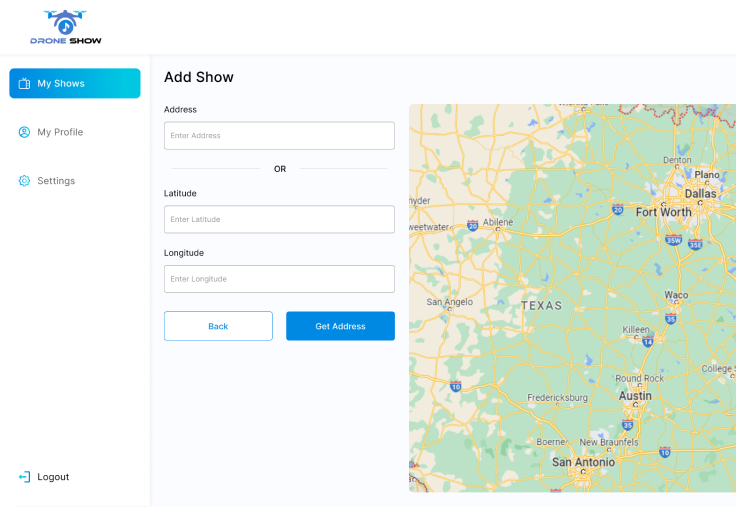 DRONE SHOW
My Shows
My Profile
Settings
Logout
Add Show
Address
Enter Address
OR
Latitude
Enter Latitude
Longitude
Enter Longitude
Back
Get Address
Denton
Plano
Dallas
Fort Worth
20
nyder
weetwater
20
Abilene
35W
35E
San Angelo
TEXAS
Waco
35
Killeen
14
College S
Round Rock
10
Fredericksburg
Austin
35
Boerne
New Braunfels
10
San Antonio